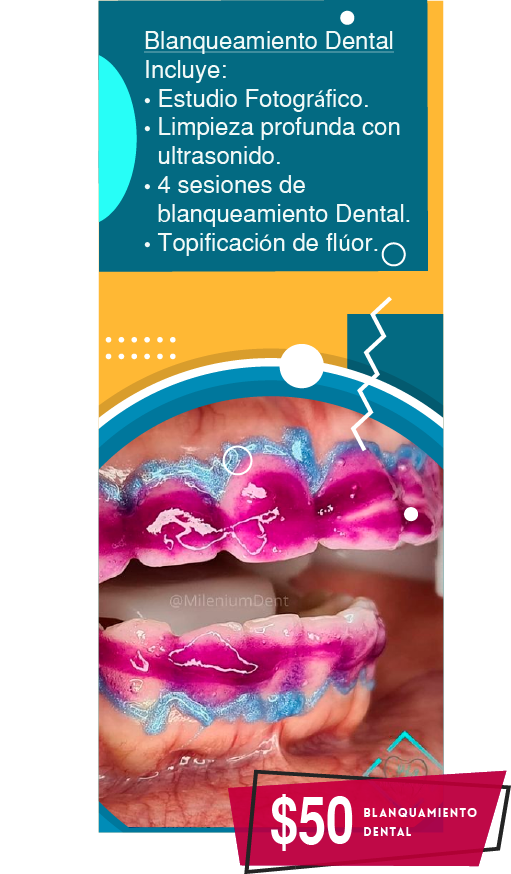 Blanqueamiento Dental
Incluye:
• Estudio Fotográfico.
• Limpieza profunda con
ultrasonido.
• 4 sesiones de
blanqueamiento Dental.
• Topificación de flúor.
@MileniumDent
$50 BLANQUAMIENTO
DENTAL